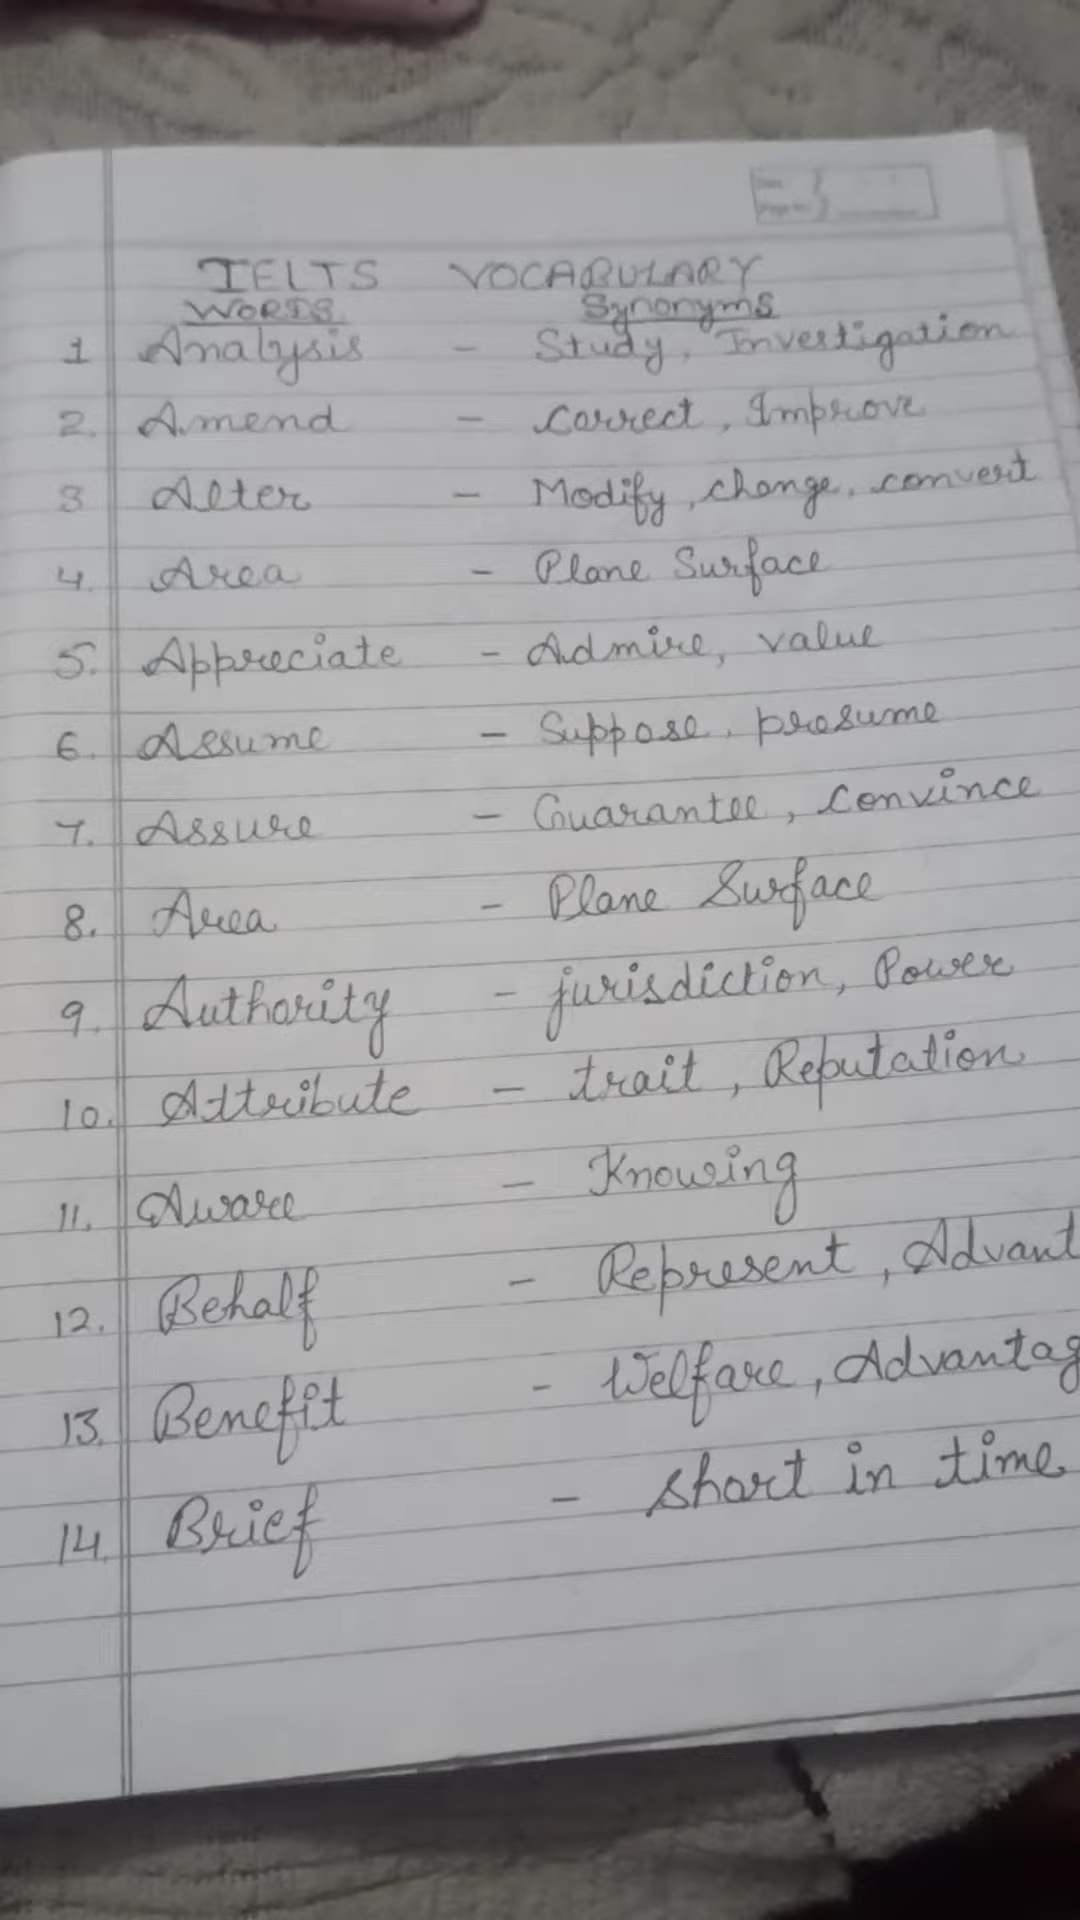 IELTS VOCABULARY
WORDS Synonyms
1 Analysis - Study, Investigation
2. Amend - correct, Improve
3 Alter - Modify, change, convert
4. Area - Plane Surface
5. Appreciate - Admire, value
6. Assume - Suppose, presume
7. Assure - Guarantee, convince
8. Area - Plane Surface
9. Authority - jurisdiction, Power
10. Attribute - trait, Reputation
11. Aware - Knowing
12. Behalf - Represent, Advant
13. Benefit - Welfare, Advantag
14. Brief - short in time